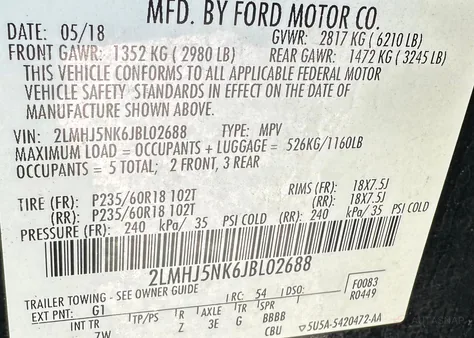 MFD. BY FORD MOTOR CO.
DATE: 05/18 GVWR: 2817 KG ( 6210 LB)
FRONT GAWR: 1352 KG ( 2980 LB) REAR GAWR: 1472 KG ( 3245 LB)
THIS VEHICLE CONFORMS TO ALL APPLICABLE FEDERAL MOTOR
VEHICLE SAFETY STANDARDS IN EFFECT ON THE DATE OF
MANUFACTURE SHOWN ABOVE.
VIN: 2LMHJ5NK6JBL02688 TYPE: MPV
MAXIMUM LOAD = OCCUPANTS + LUGGAGE = 526KG/1160LB
OCCUPANTS = 5 TOTAL; 2 FRONT, 3 REAR
TIRE (FR): P235/60R18 102T RIMS (FR): 18X7.5J
(RR): P235/60R18 102T (RR): 18X7.5J
PRESSURE (FR): 240 kPa/ 35 PSI COLD (RR): 240 kPa/ 35 PSI COLD
2LMHJ5NK6JBL02688
TRAILER TOWING - SEE OWNER GUIDE RC: 54 DSO: F0083
EXT PNT: G1 R0449
INT TR TP/PS R AXLE TR SPR
ZW Z 3E G BBBB
CBU 5U5A-5420472-AA